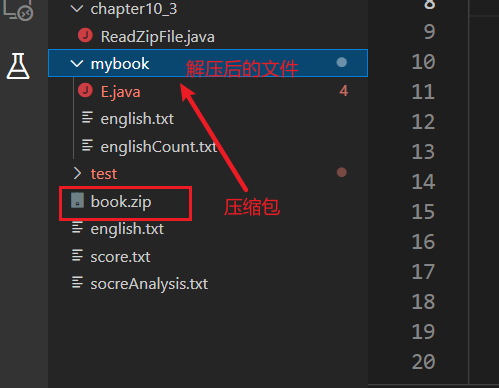 chapter10_3
8
ReadZipFile.java
9
mybook 解压后的文件
10
E.java 4
11
english.txt
12
englishCount.txt
13
test
14
book.zip 压缩包
15
english.txt
16
score.txt
17
socreAnalysis.txt
18
19
20